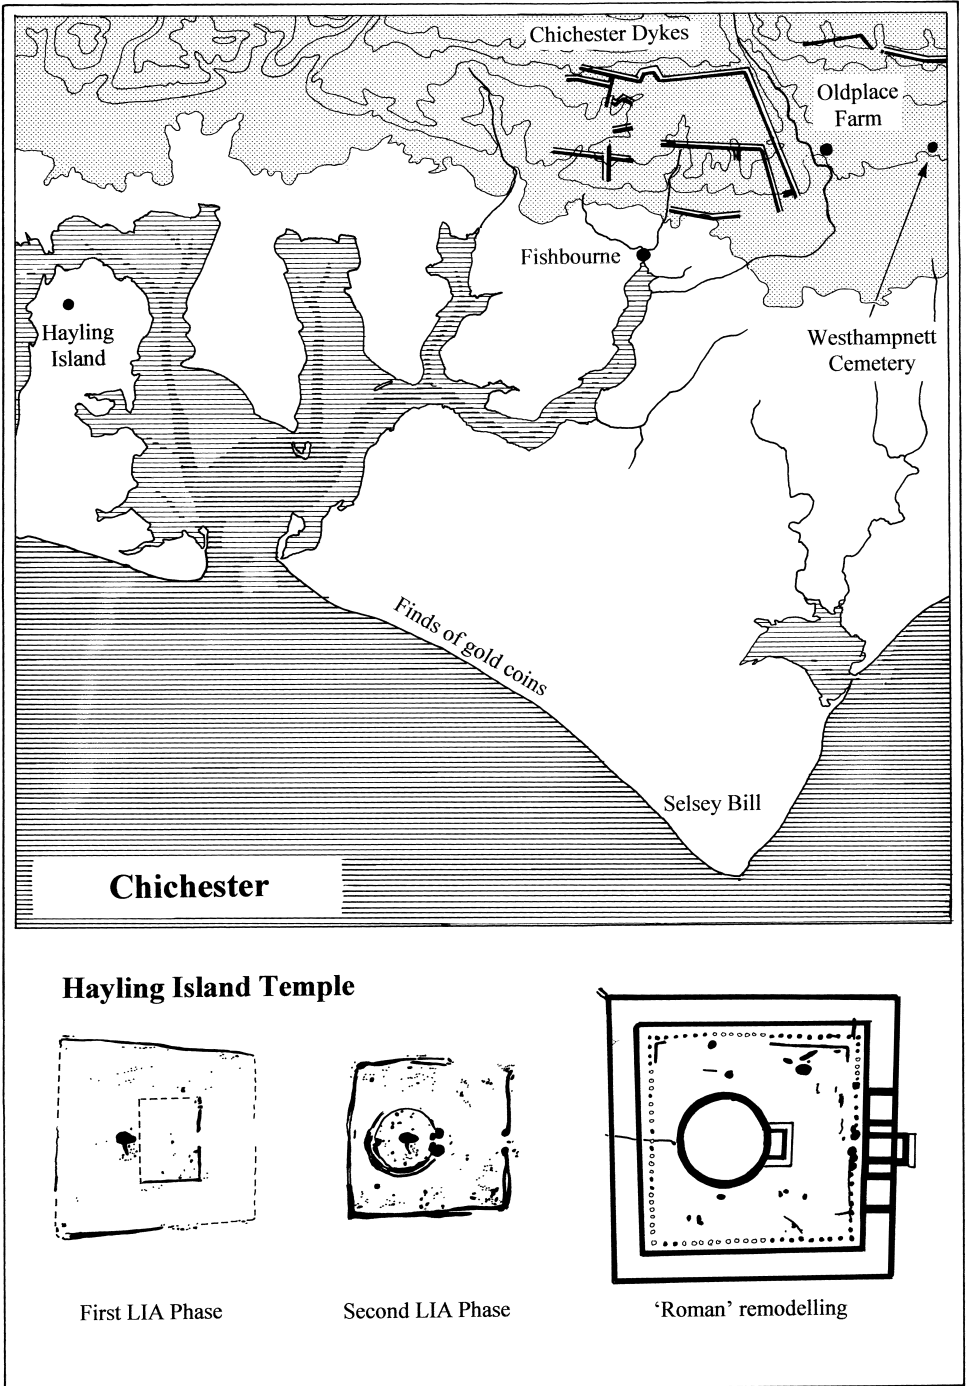 Chichester Dykes
Oldplace
Farm
Fishbourne
Hayling
Island
Westhampnett
Cemetery
Finds of gold coins
Selsey Bill
Chichester
Hayling Island Temple
First LIA Phase
Second LIA Phase
‘Roman’ remodelling